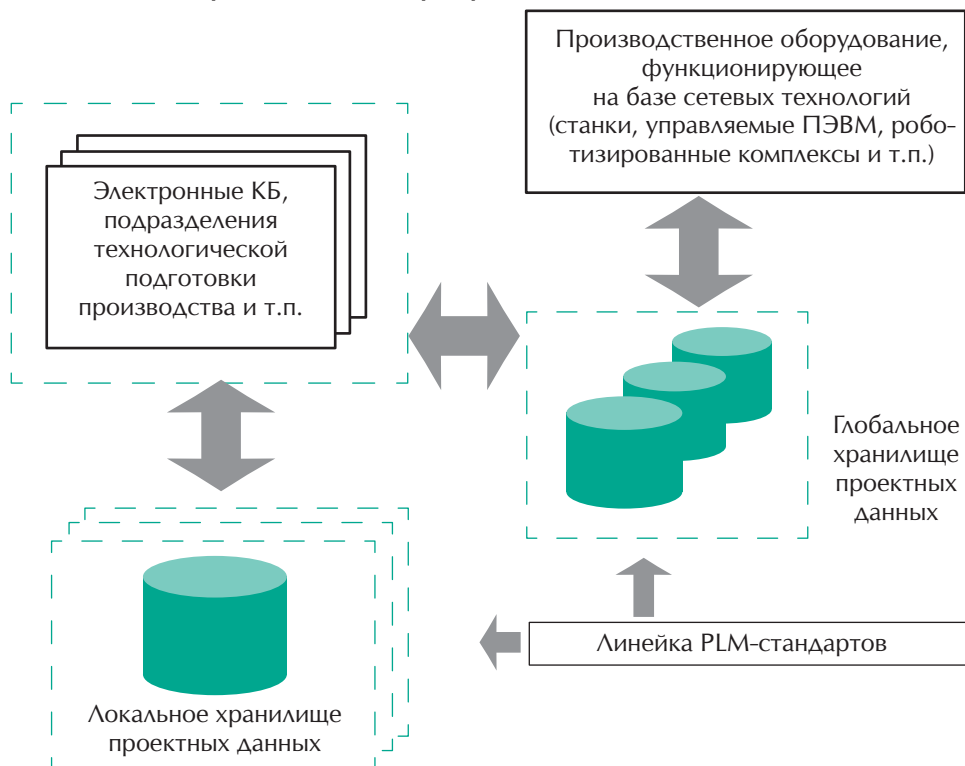 Производственное оборудование,
функционирующее
на базе сетевых технологий
(станки, управляемые ПЭВМ, робо-
тизированные комплексы и т.п.)
Электронные КБ,
подразделения
технологической
подготовки
производства и т.п.
Глобальное
хранилище
проектных
данных
Линейка PLM-стандартов
Локальное хранилище
проектных данных